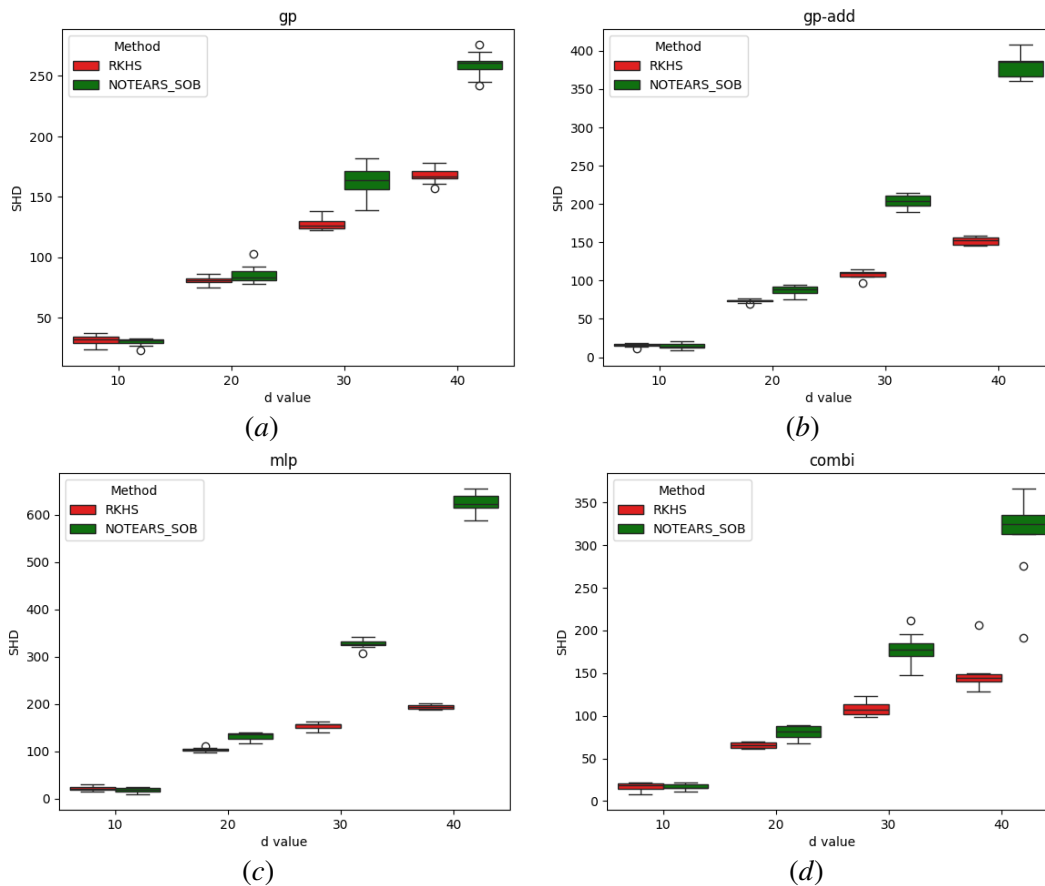 gp
Method
RKHS
NOTEARS_SOB
SHD
250
200
150
100
50
10 20 30 40
d value
(a)
gp-add
Method
RKHS
NOTEARS_SOB
SHD
400
350
300
250
200
150
100
50
0
10 20 30 40
d value
(b)
mlp
Method
RKHS
NOTEARS_SOB
SHD
600
500
400
300
200
100
0
10 20 30 40
d value
(c)
combi
Method
RKHS
NOTEARS_SOB
SHD
350
300
250
200
150
100
50
0
10 20 30 40
d value
(d)